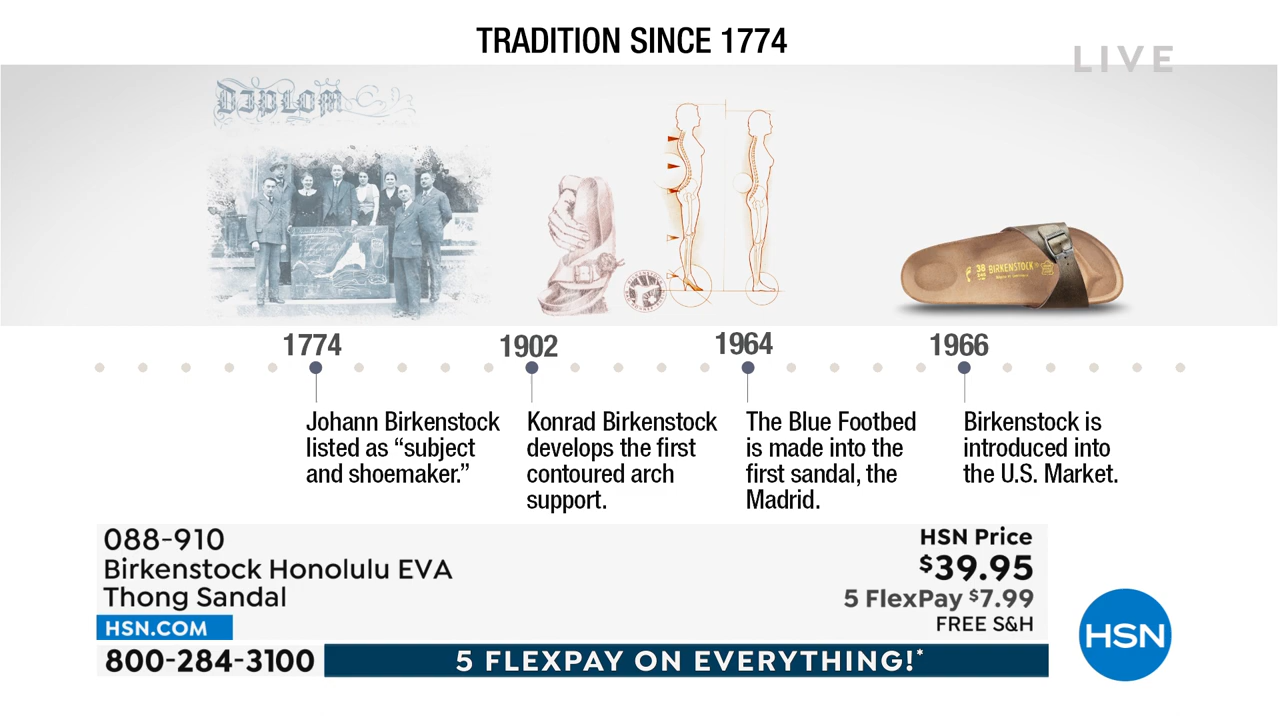 TRADITION SINCE 1774
LIVE
Diplom
38
BIRKENSTOCK
1774
1902
1964
1966
Johann Birkenstock
listed as “subject
and shoemaker.”
Konrad Birkenstock
develops the first
contoured arch
support.
The Blue Footbed
is made into the
first sandal, the
Madrid.
Birkenstock is
introduced into
the U.S. Market.
088-910
Birkenstock Honolulu EVA
Thong Sandal
HSN.COM
800-284-3100
HSN Price
$39.95
5 FlexPay $7.99
FREE S&H
5 FLEXPAY ON EVERYTHING!*
HSN